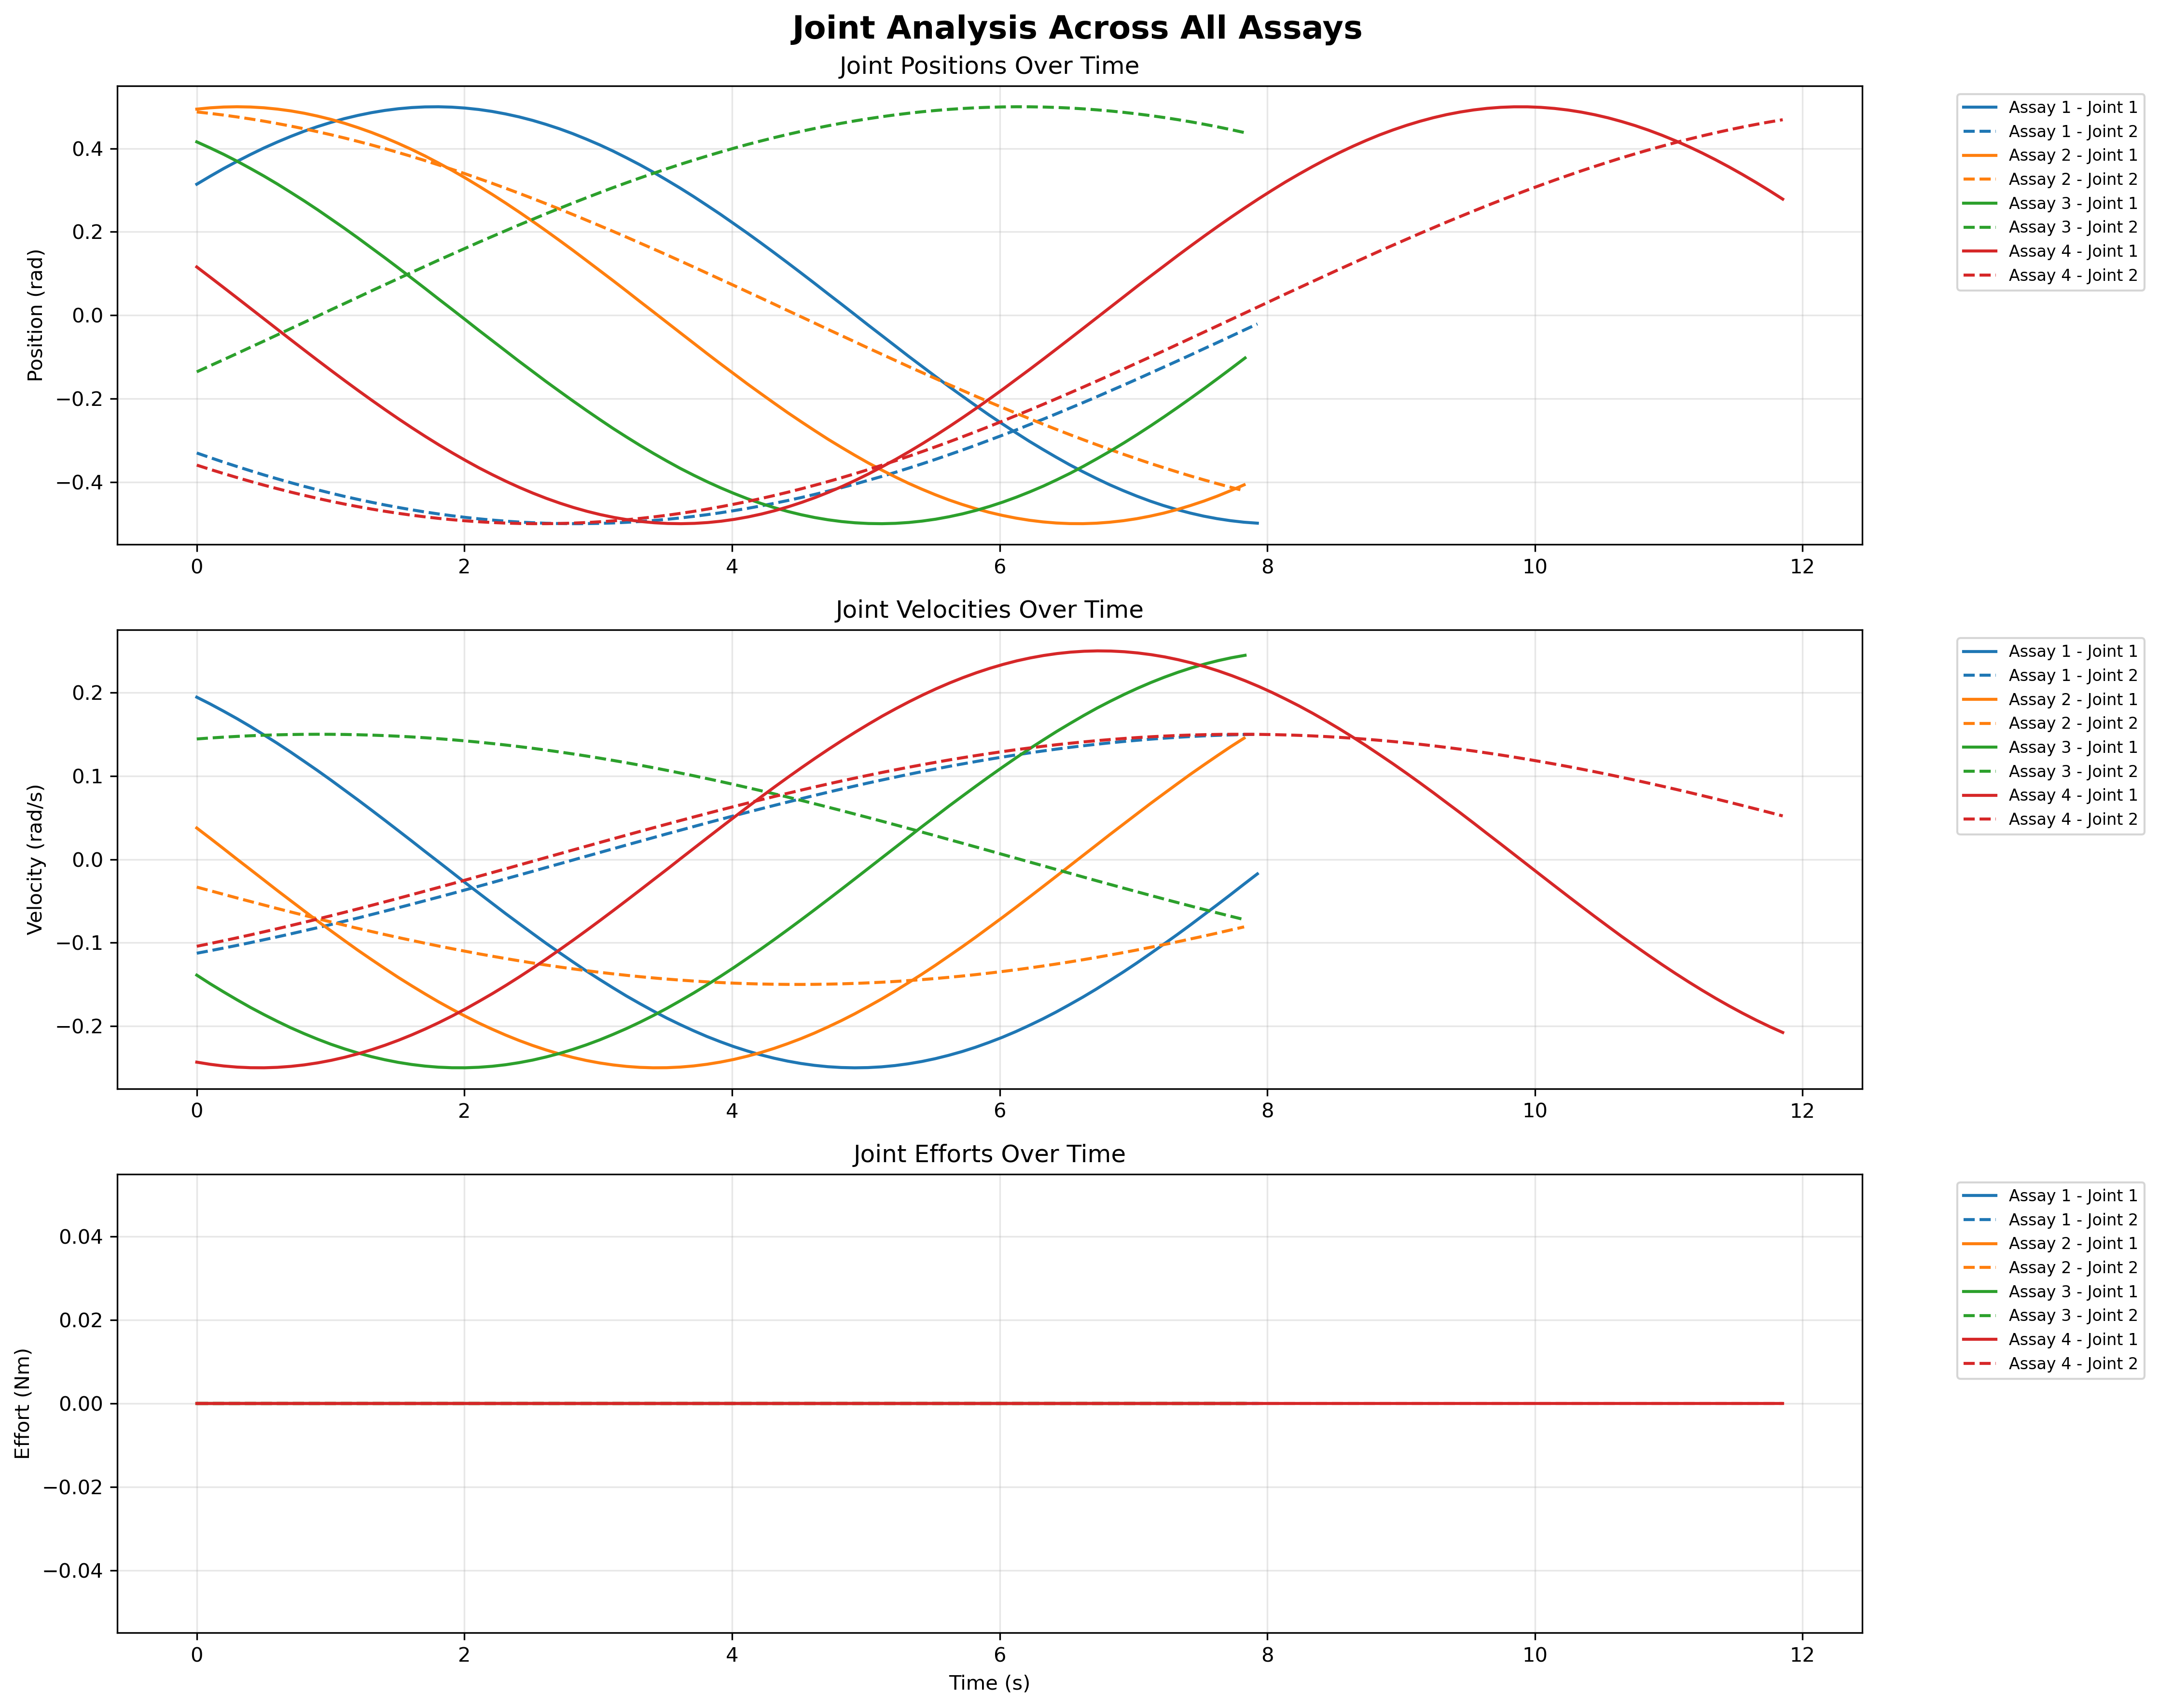 Joint Analysis Across All Assays
Joint Positions Over Time
Position (rad)
0.4
0.2
0.0
−0.2
−0.4
0 2 4 6 8 10 12
Assay 1 - Joint 1
Assay 1 - Joint 2
Assay 2 - Joint 1
Assay 2 - Joint 2
Assay 3 - Joint 1
Assay 3 - Joint 2
Assay 4 - Joint 1
Assay 4 - Joint 2
Joint Velocities Over Time
Velocity (rad/s)
0.2
0.1
0.0
−0.1
−0.2
0 2 4 6 8 10 12
Assay 1 - Joint 1
Assay 1 - Joint 2
Assay 2 - Joint 1
Assay 2 - Joint 2
Assay 3 - Joint 1
Assay 3 - Joint 2
Assay 4 - Joint 1
Assay 4 - Joint 2
Joint Efforts Over Time
Effort (Nm)
0.04
0.02
0.00
−0.02
−0.04
0 2 4 6 8 10 12
Time (s)
Assay 1 - Joint 1
Assay 1 - Joint 2
Assay 2 - Joint 1
Assay 2 - Joint 2
Assay 3 - Joint 1
Assay 3 - Joint 2
Assay 4 - Joint 1
Assay 4 - Joint 2